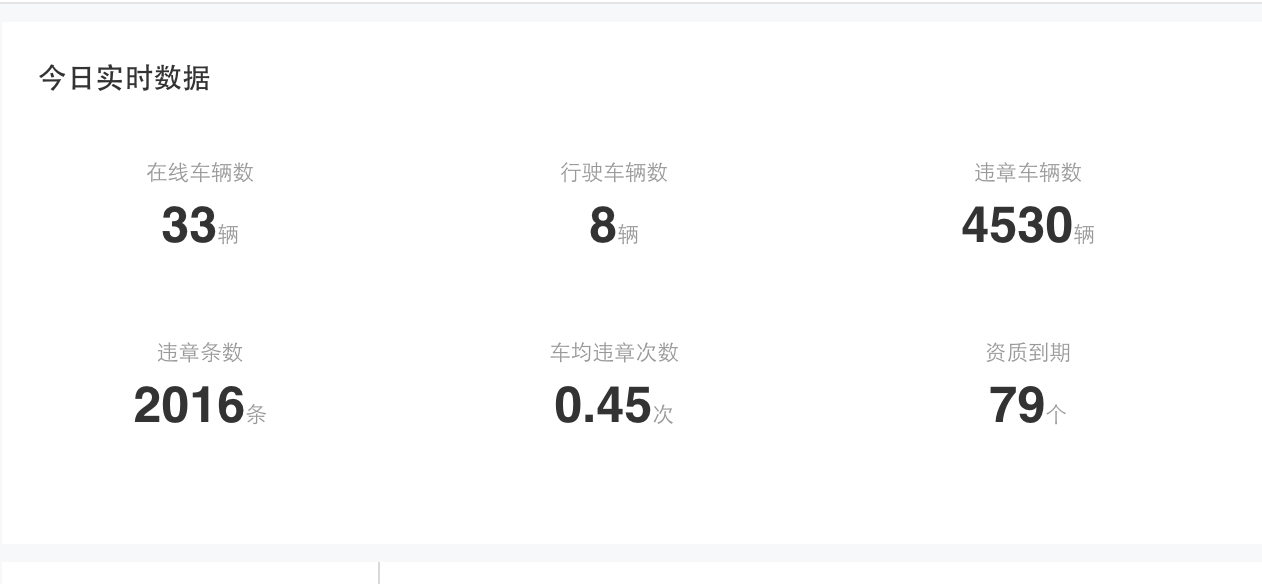 今日实时数据
在线车辆数
行驶车辆数
违章车辆数
33辆
8辆
4530辆
违章条数
车均违章次数
资质到期
2016条
0.45次
79个